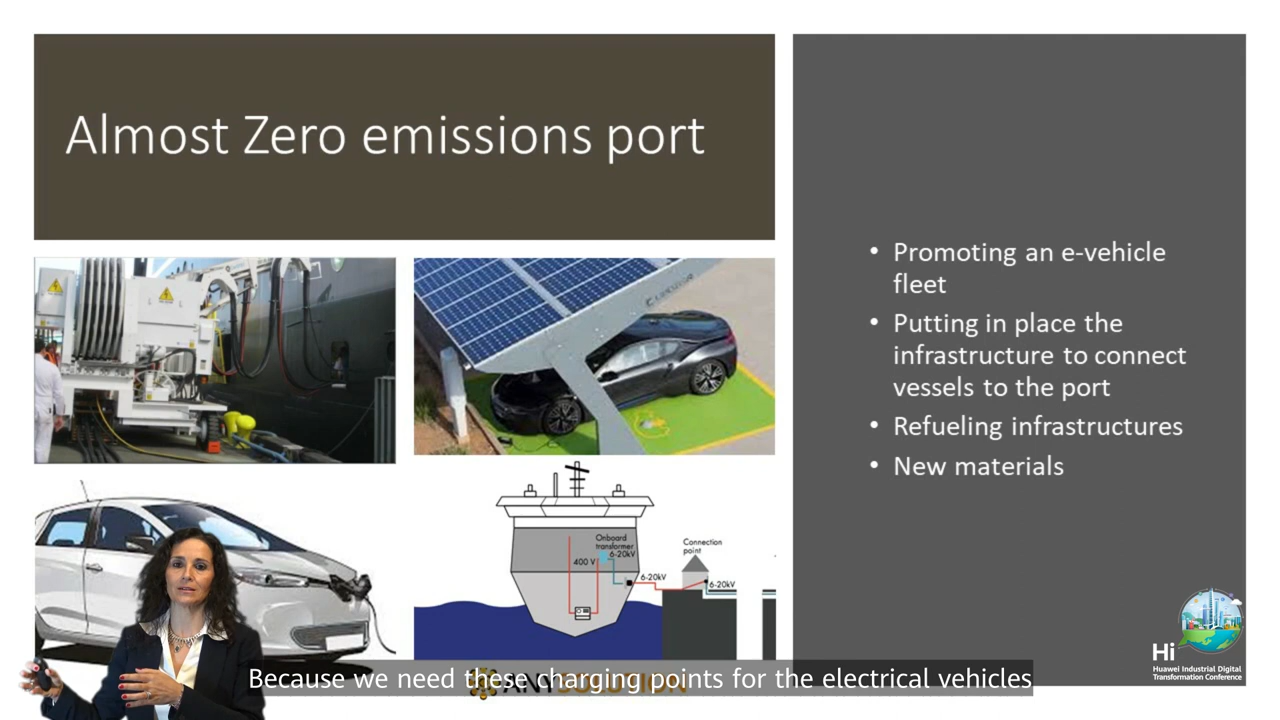 Almost Zero emissions port
• Promoting an e-vehicle
fleet
• Putting in place the
infrastructure to connect
vessels to the port
• Refueling infrastructures
• New materials
Onboard
transformer
6-20kV
400 V
Connection
point
6-20kV
6-20kV
Hi
Huawei Industrial Digital
Transformation Conference
ANYSOLUTION
Because we need these charging points for the electrical vehicles